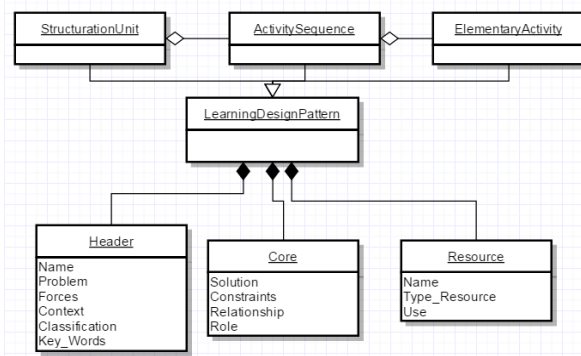 StructurationUnit
ActivitySequence
ElementaryActivity
LearningDesignPattern
Header
Name
Problem
Forces
Context
Classification
Key_Words
Core
Solution
Constraints
Relationship
Role
Resource
Name
Type_Resource
Use